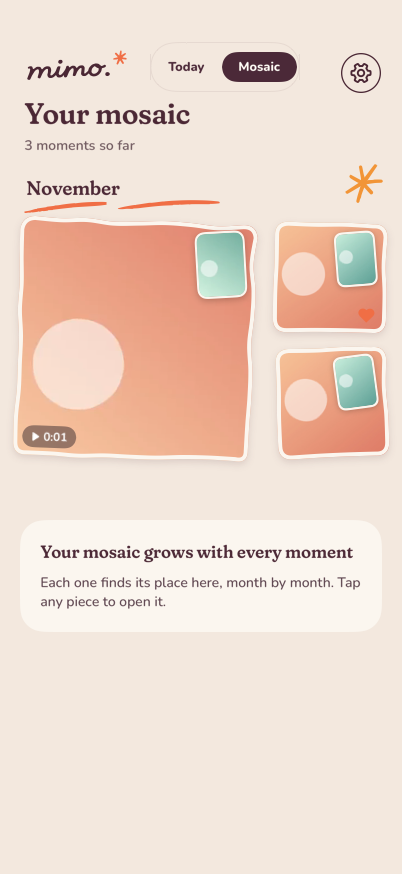 mimo.
Today
Mosaic
Your mosaic
3 moments so far
November
0:01
Your mosaic grows with every moment
Each one finds its place here, month by month. Tap
any piece to open it.